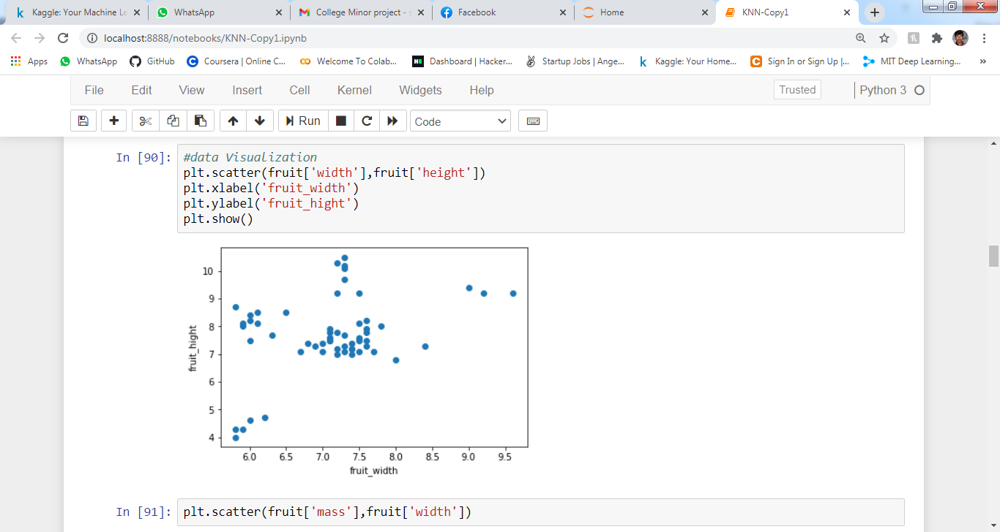 Kaggle: Your Machine Le
WhatsApp
College Minor project - s
Facebook
Home
KNN-Copy1
localhost:8888/notebooks/KNN-Copy1.ipynb
Apps
WhatsApp
GitHub
Coursera | Online C...
Welcome To Colab...
Dashboard | Hacker...
Startup Jobs | Ange...
Kaggle: Your Home...
Sign In or Sign Up |...
MIT Deep Learning...
»
File Edit View Insert Cell Kernel Widgets Help
Trusted
Python 3
Run
Code
In [90]:
#data Visualization
plt.scatter(fruit['width'],fruit['height'])
plt.xlabel('fruit_width')
plt.ylabel('fruit_hight')
plt.show()
10
9
8
7
6
5
4
fruit_hight
6.0 6.5 7.0 7.5 8.0 8.5 9.0 9.5
fruit_width
In [91]:
plt.scatter(fruit['mass'],fruit['width'])